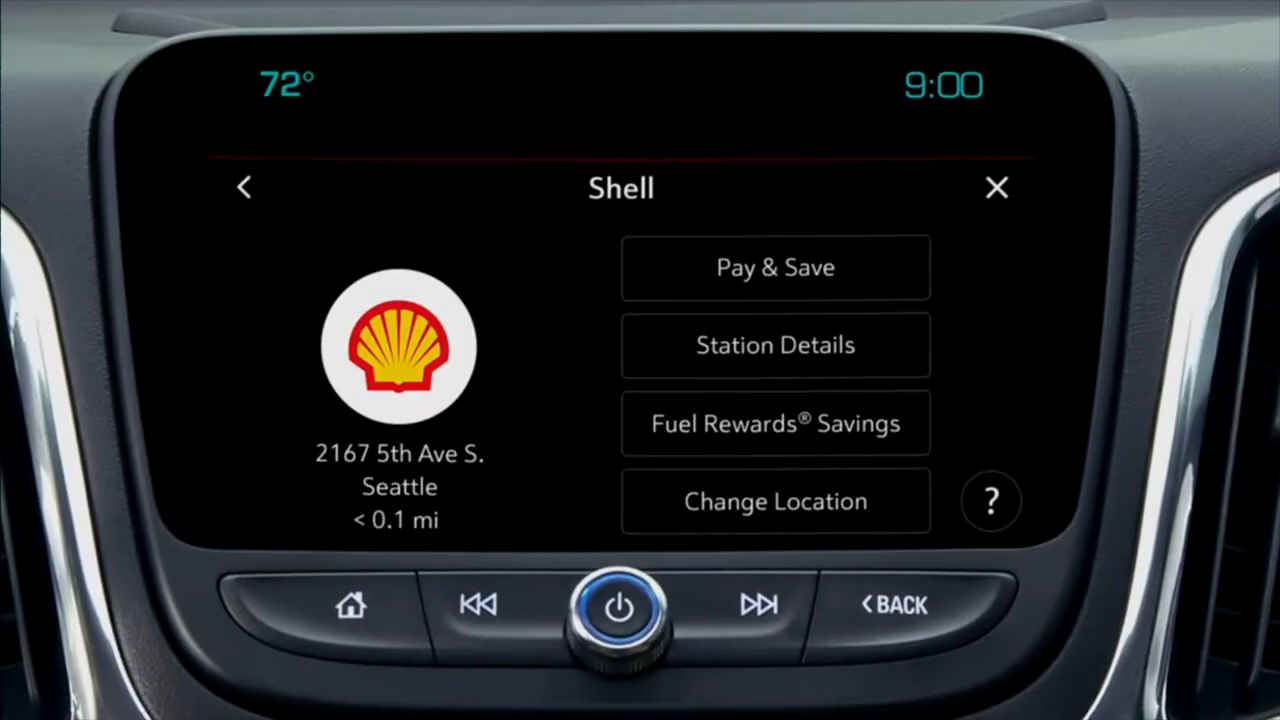 72°
9:00
Shell
Pay & Save
Station Details
Fuel Rewards® Savings
Change Location
2167 5th Ave S.
Seattle
< 0.1 mi
?
BACK